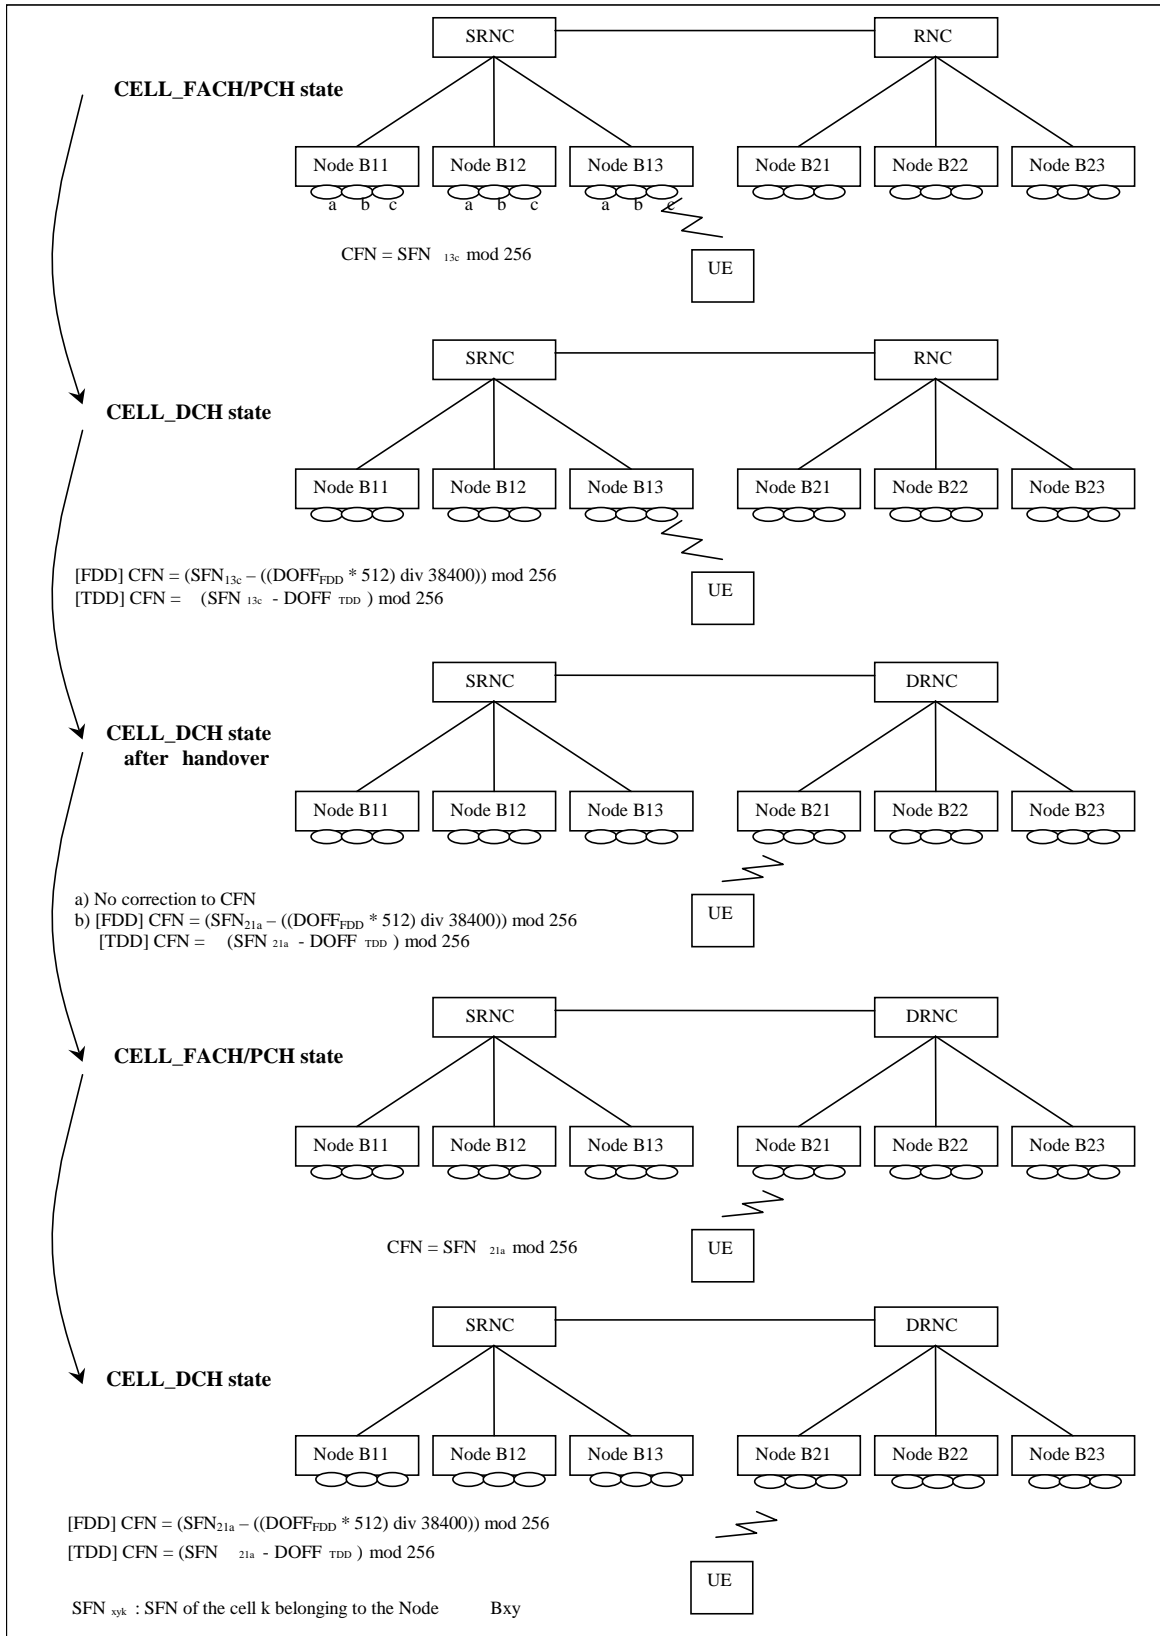 SRNC RNC
CELL_FACH/PCH state
Node B11 Node B12 Node B13 Node B21 Node B22 Node B23
a b c a b c a b c
CFN = SFN 13c mod 256
UE
SRNC RNC
CELL_DCH state
Node B11 Node B12 Node B13 Node B21 Node B22 Node B23
[FDD] CFN = (SFN13c – ((DOFFFDD * 512) div 38400)) mod 256
[TDD] CFN = (SFN 13c - DOFF TDD ) mod 256
UE
SRNC DRNC
CELL_DCH state
after handover
Node B11 Node B12 Node B13 Node B21 Node B22 Node B23
a) No correction to CFN
b) [FDD] CFN = (SFN21a – ((DOFFFDD * 512) div 38400)) mod 256
[TDD] CFN = (SFN 21a - DOFF TDD ) mod 256
UE
SRNC DRNC
CELL_FACH/PCH state
Node B11 Node B12 Node B13 Node B21 Node B22 Node B23
CFN = SFN 21a mod 256
UE
SRNC DRNC
CELL_DCH state
Node B11 Node B12 Node B13 Node B21 Node B22 Node B23
[FDD] CFN = (SFN21a – ((DOFFFDD * 512) div 38400)) mod 256
[TDD] CFN = (SFN 21a - DOFF TDD ) mod 256
UE
SFN xyk : SFN of the cell k belonging to the Node Bxy